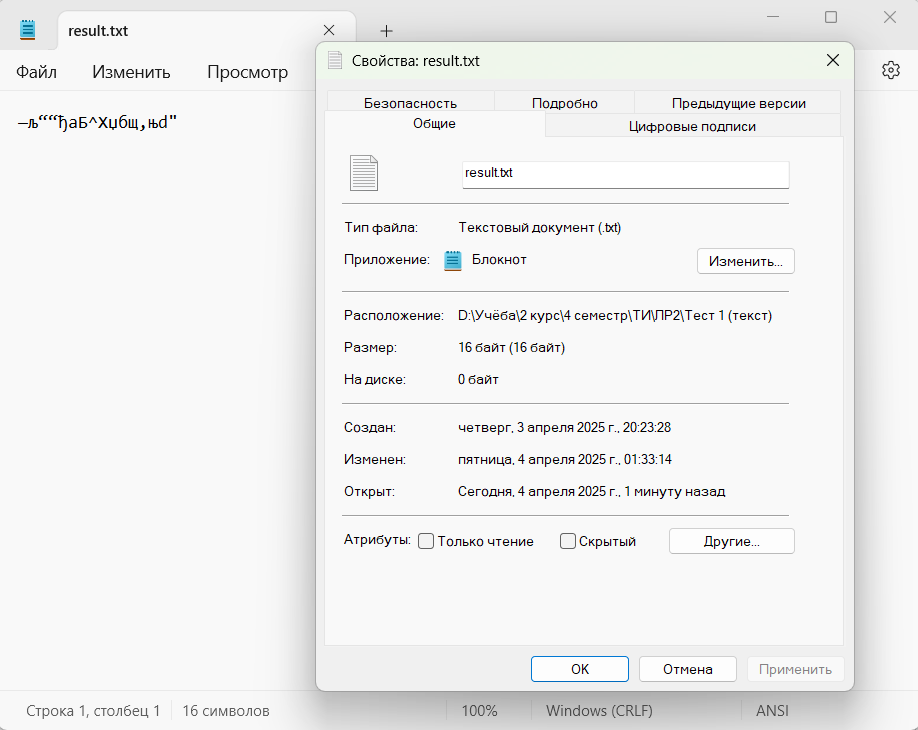 result.txt
Файл Изменить Просмотр
—љ““ЂаБ^Хџбщ‚њd"
Свойства: result.txt
Безопасность Подробно Предыдущие версии
Общие Цифровые подписи
result.txt
Тип файла: Текстовый документ (.txt)
Приложение: Блокнот Изменить...
Расположение: D:\Учёба\2 курс\4 семестр\ТИ\ПР2\Тест 1 (текст)
Размер: 16 байт (16 байт)
На диске: 0 байт
Создан: четверг, 3 апреля 2025 г., 20:23:28
Изменен: пятница, 4 апреля 2025 г., 01:33:14
Открыт: Сегодня, 4 апреля 2025 г., 1 минуту назад
Атрибуты: Только чтение Скрытый Другие...
ОК Отмена Применить
Строка 1, столбец 1 16 символов 100% Windows (CRLF) ANSI